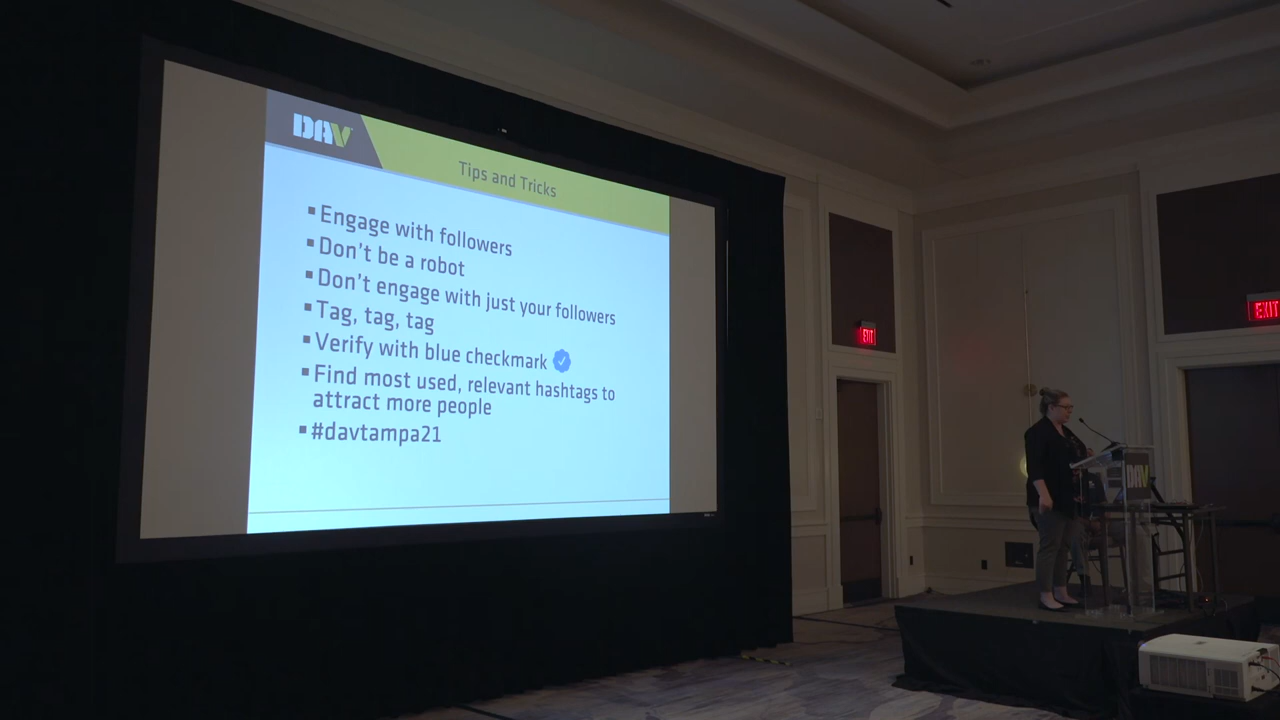 DAV
Tips and Tricks
▪Engage with followers
▪Don't be a robot
▪Don't engage with just your followers
▪Tag, tag, tag
▪Verify with blue checkmark
▪Find most used, relevant hashtags to
attract more people
▪#davtampa21
EXIT
EXIT
DAV